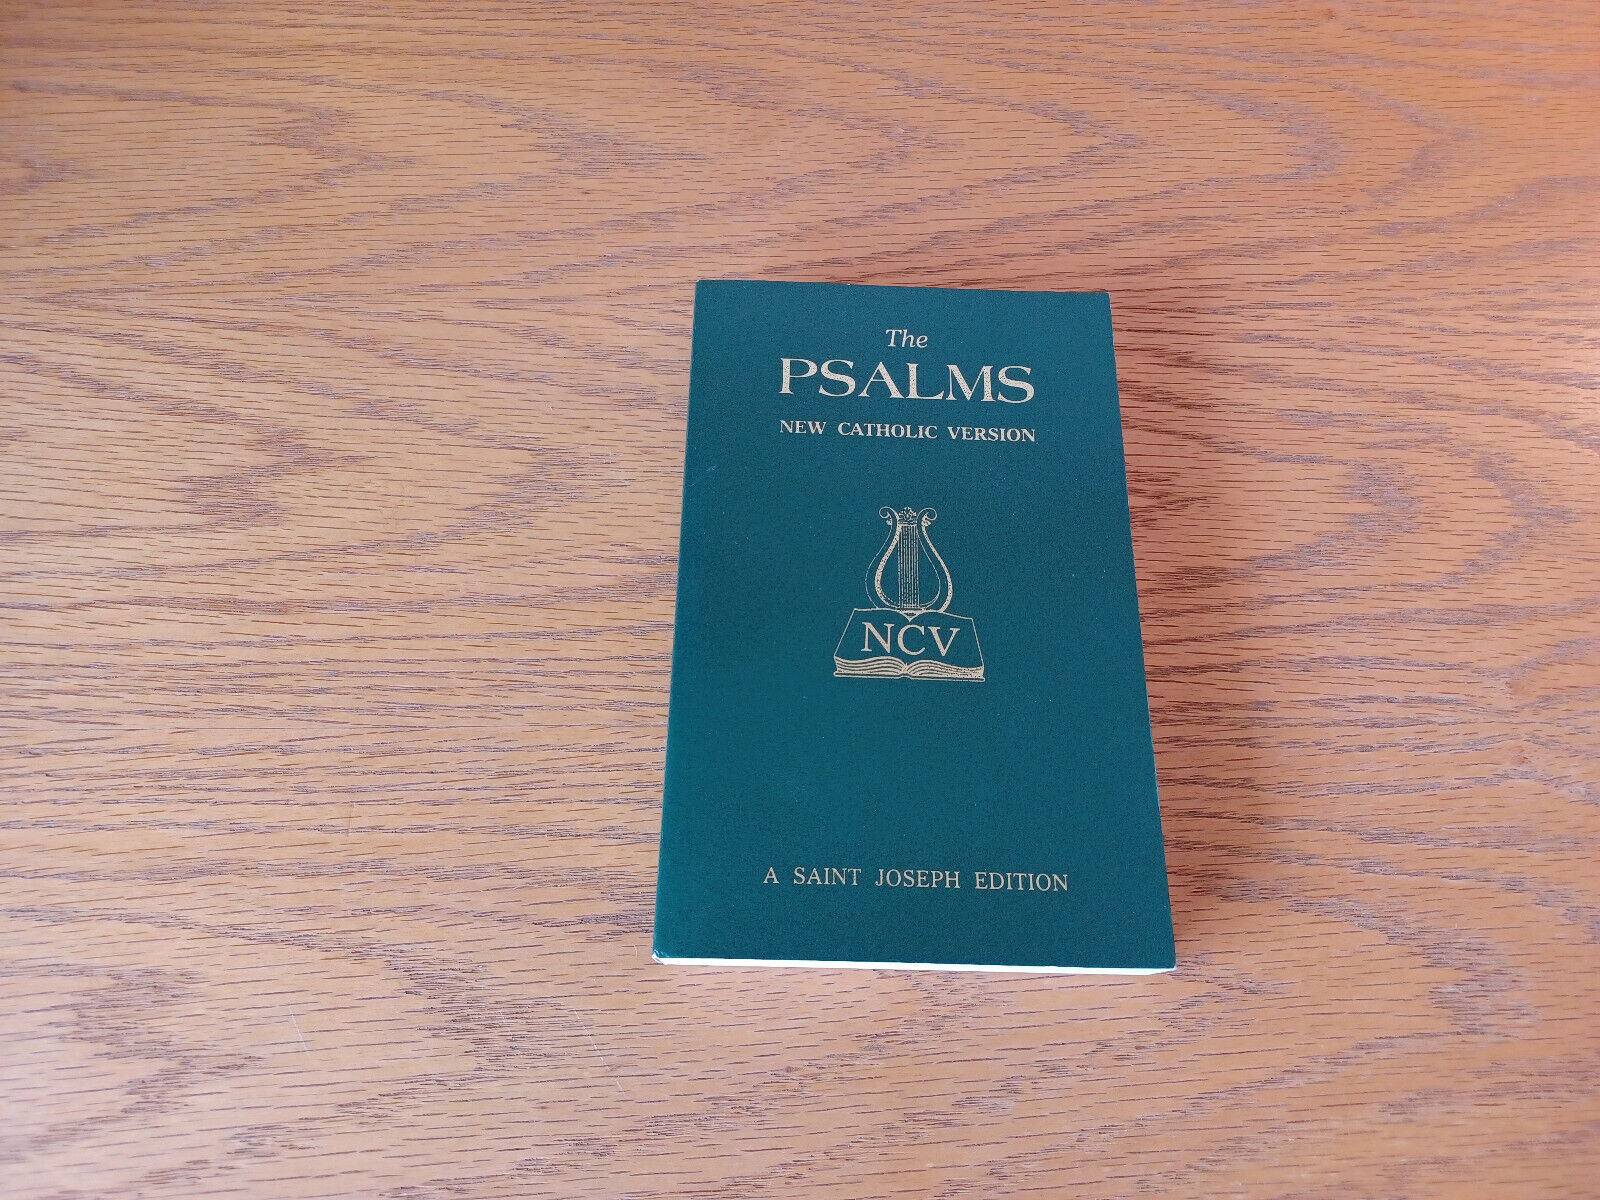 The
PSALMS
NEW CATHOLIC VERSION
NCV
A SAINT JOSEPH EDITION